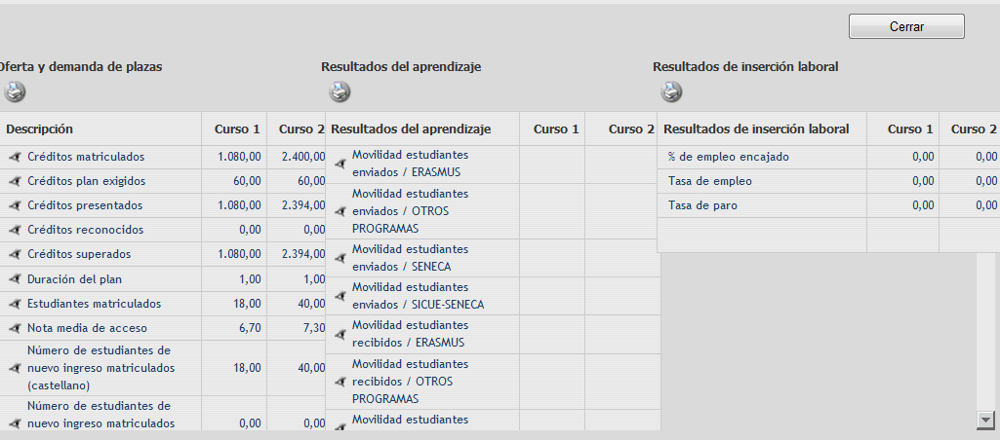 Cerrar
Oferta y demanda de plazas
Resultados del aprendizaje
Resultados de inserción laboral
Descripción Curso 1 Curso 2
Créditos matriculados 1.080,00 2.400,00
Créditos plan exigidos 60,00 60,00
Créditos presentados 1.080,00 2.394,00
Créditos reconocidos 0,00 0,00
Créditos superados 1.080,00 2.394,00
Duración del plan 1,00 1,00
Estudiantes matriculados 18,00 40,00
Nota media de acceso 6,70 7,30
Número de estudiantes de
nuevo ingreso matriculados 18,00 40,00
(castellano)
Número de estudiantes de
nuevo ingreso matriculados 0,00 0,00
Resultados del aprendizaje Curso 1 Curso 2
Movilidad estudiantes
enviados / ERASMUS
Movilidad estudiantes
enviados / OTROS
PROGRAMAS
Movilidad estudiantes
enviados / SENECA
Movilidad estudiantes
enviados / SICUE-SENECA
Movilidad estudiantes
recibidos / ERASMUS
Movilidad estudiantes
recibidos / OTROS
PROGRAMAS
Movilidad estudiantes
Resultados de inserción laboral Curso 1 Curso 2
% de empleo encajado 0,00 0,00
Tasa de empleo 0,00 0,00
Tasa de paro 0,00 0,00